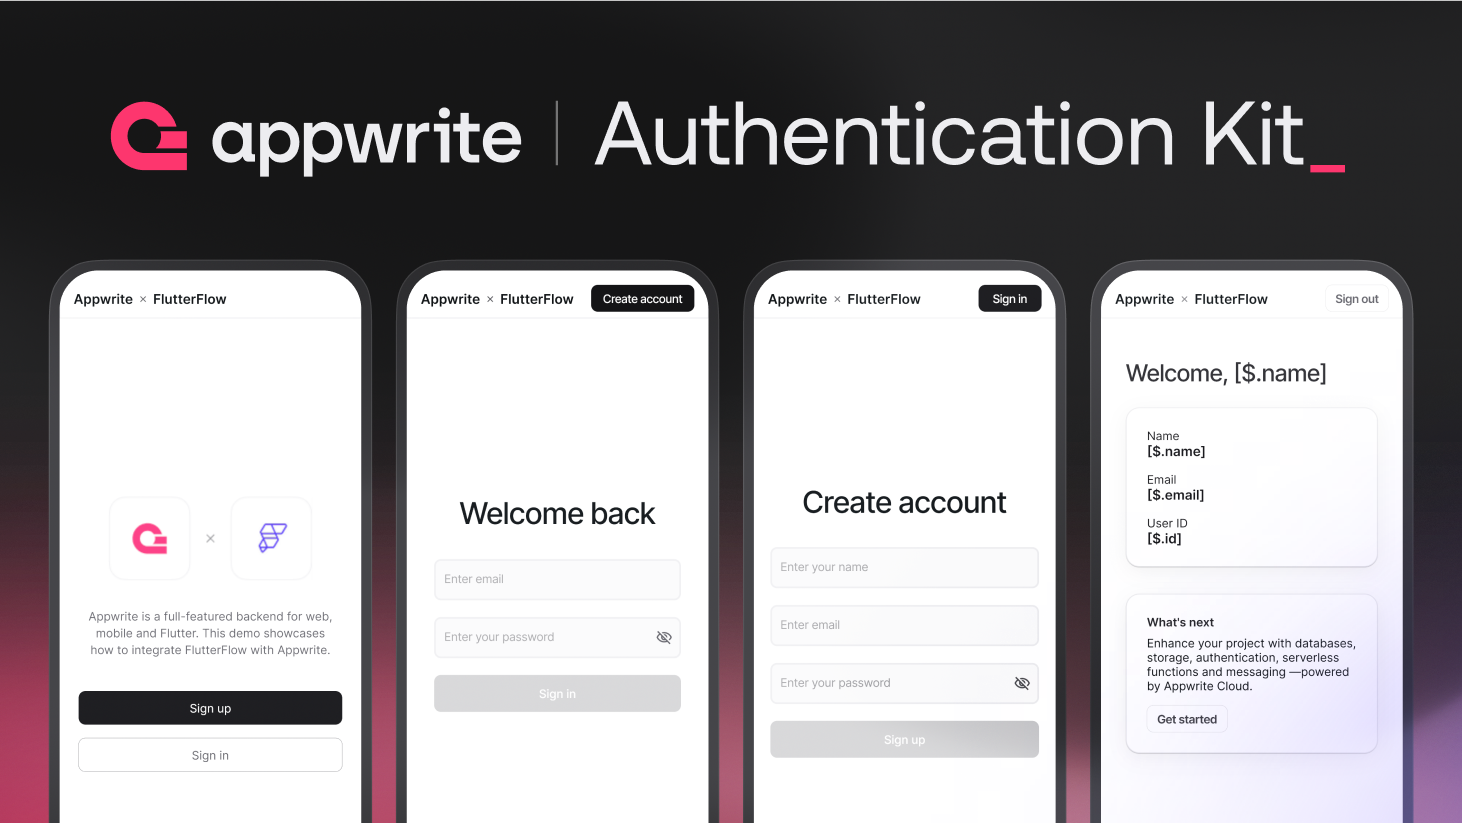 appwrite | Authentication Kit_
Appwrite × FlutterFlow
×
Appwrite is a full-featured backend for web,
mobile and Flutter. This demo showcases
how to integrate FlutterFlow with Appwrite.
Sign up
Sign in
Appwrite × FlutterFlow
Create account
Welcome back
Enter email
Enter your password
Sign in
Appwrite × FlutterFlow
Sign in
Create account
Enter your name
Enter email
Enter your password
Sign up
Appwrite × FlutterFlow
Sign out
Welcome, [$.name]
Name
[$.name]
Email
[$.email]
User ID
[$.id]
What's next
Enhance your project with databases,
storage, authentication, serverless
functions and messaging —powered
by Appwrite Cloud.
Get started